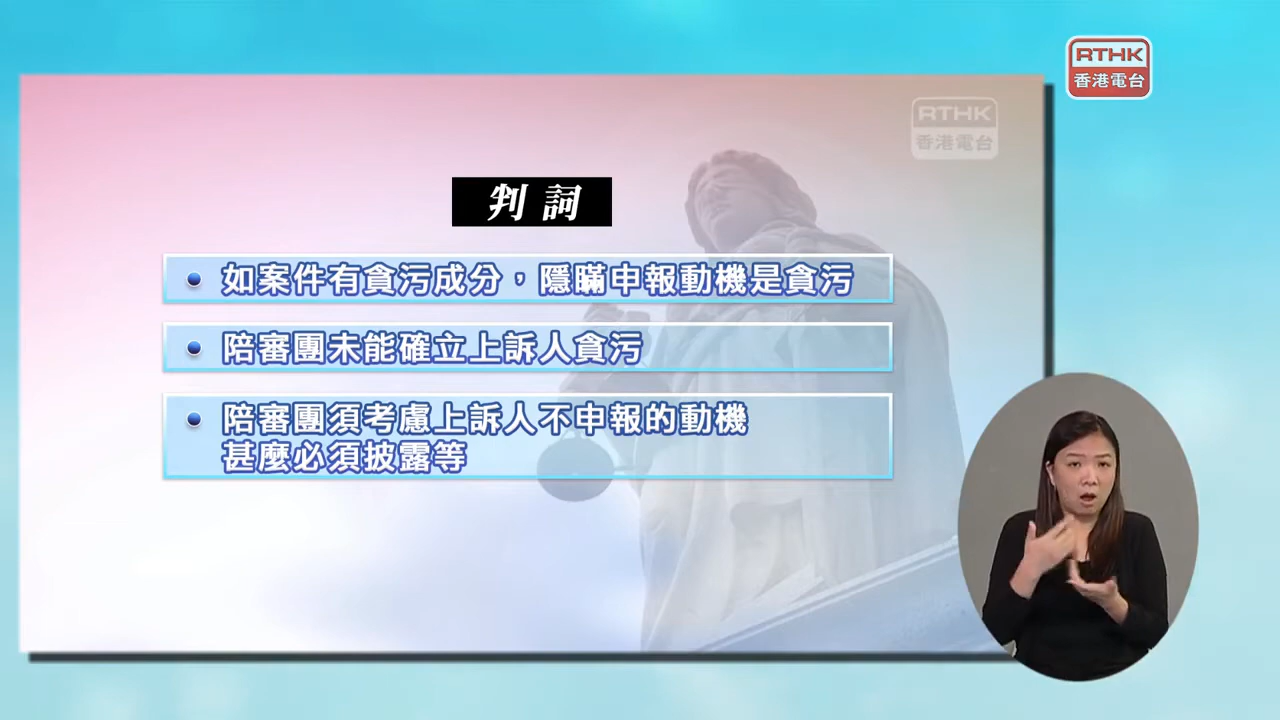 RTHK
香港電台
RTHK
香港電台
判詞
如案件有貪污成分，隱瞞申報動機是貪污
陪審團未能確立上訴人貪污
陪審團須考慮上訴人不申報的動機
甚麼必須披露等